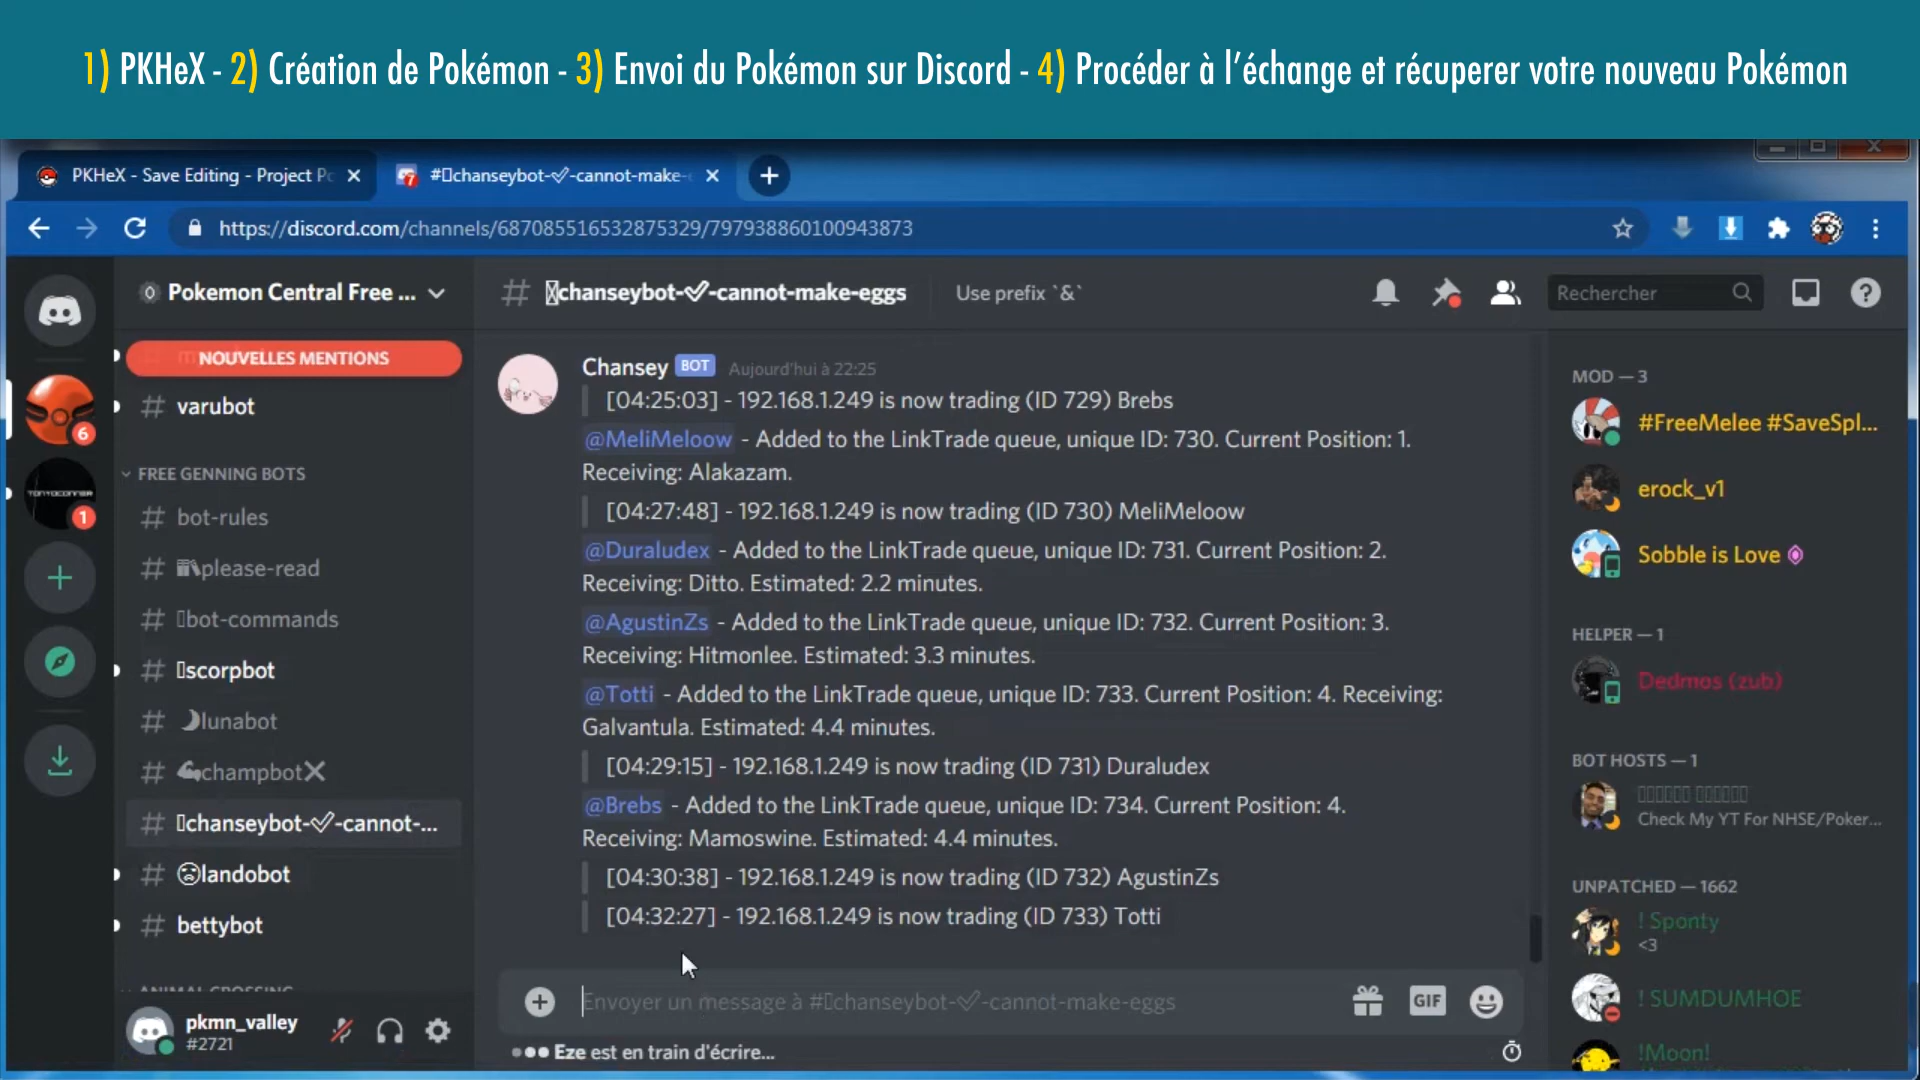 1) PKHeX - 2) Création de Pokémon - 3) Envoi du Pokémon sur Discord - 4) Procéder à l'échange et récuperer votre nouveau Pokémon
PKHeX - Save Editing - Project Po
#chanseybot-✓-cannot-make-
https://discord.com/channels/687085516532875329/797938860100943873
Pokemon Central Free ...
#chanseybot-✓-cannot-make-eggs
Use prefix `&`
Rechercher
NOUVELLES MENTIONS
# varubot
FREE GENNING BOTS
# bot-rules
# please-read
# bot-commands
# scorpbot
# lunabot
# champbot
# chanseybot-✓-cannot-...
# landobot
# bettybot
ANIMAL CROSSING
pkmn_valley
#2721
6
TONYOCONNER
1
Chansey BOT Aujourd'hui à 22:25
[04:25:03] - 192.168.1.249 is now trading (ID 729) Brebs
@MeliMeloow - Added to the LinkTrade queue, unique ID: 730. Current Position: 1.
Receiving: Alakazam.
[04:27:48] - 192.168.1.249 is now trading (ID 730) MeliMeloow
@Duraludex - Added to the LinkTrade queue, unique ID: 731. Current Position: 2.
Receiving: Ditto. Estimated: 2.2 minutes.
@AgustinZs - Added to the LinkTrade queue, unique ID: 732. Current Position: 3.
Receiving: Hitmonlee. Estimated: 3.3 minutes.
@Totti - Added to the LinkTrade queue, unique ID: 733. Current Position: 4. Receiving:
Galvantula. Estimated: 4.4 minutes.
[04:29:15] - 192.168.1.249 is now trading (ID 731) Duraludex
@Brebs - Added to the LinkTrade queue, unique ID: 734. Current Position: 4.
Receiving: Mamoswine. Estimated: 4.4 minutes.
[04:30:38] - 192.168.1.249 is now trading (ID 732) AgustinZs
[04:32:27] - 192.168.1.249 is now trading (ID 733) Totti
Envoyer un message à #chanseybot-✓-cannot-make-eggs
GIF
Eze est en train d'écrire...
MOD — 3
#FreeMelee #SaveSpl...
erock_v1
Sobble is Love
HELPER — 1
Dedmos (zub)
BOT HOSTS — 1
Check My YT For NHSE/Poker...
UNPATCHED — 1662
! Sponty
<3
! SUMDUMHOE
!Moon!